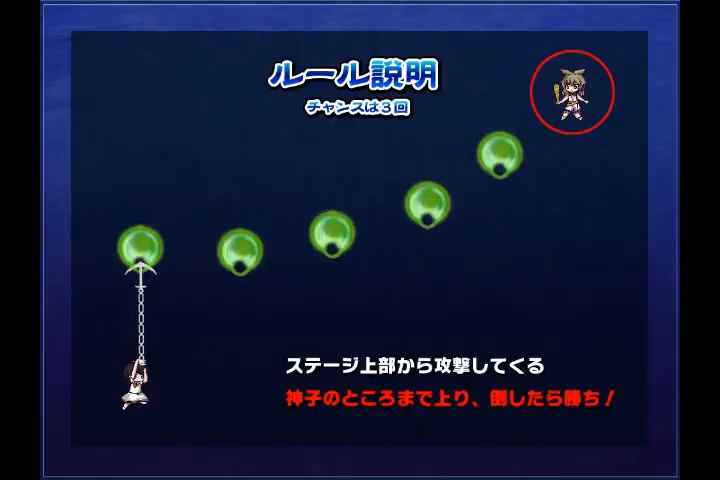 ルール説明
チャンスは3回
ステージ上部から攻撃してくる
神子のところまで上り、倒したら勝ち！